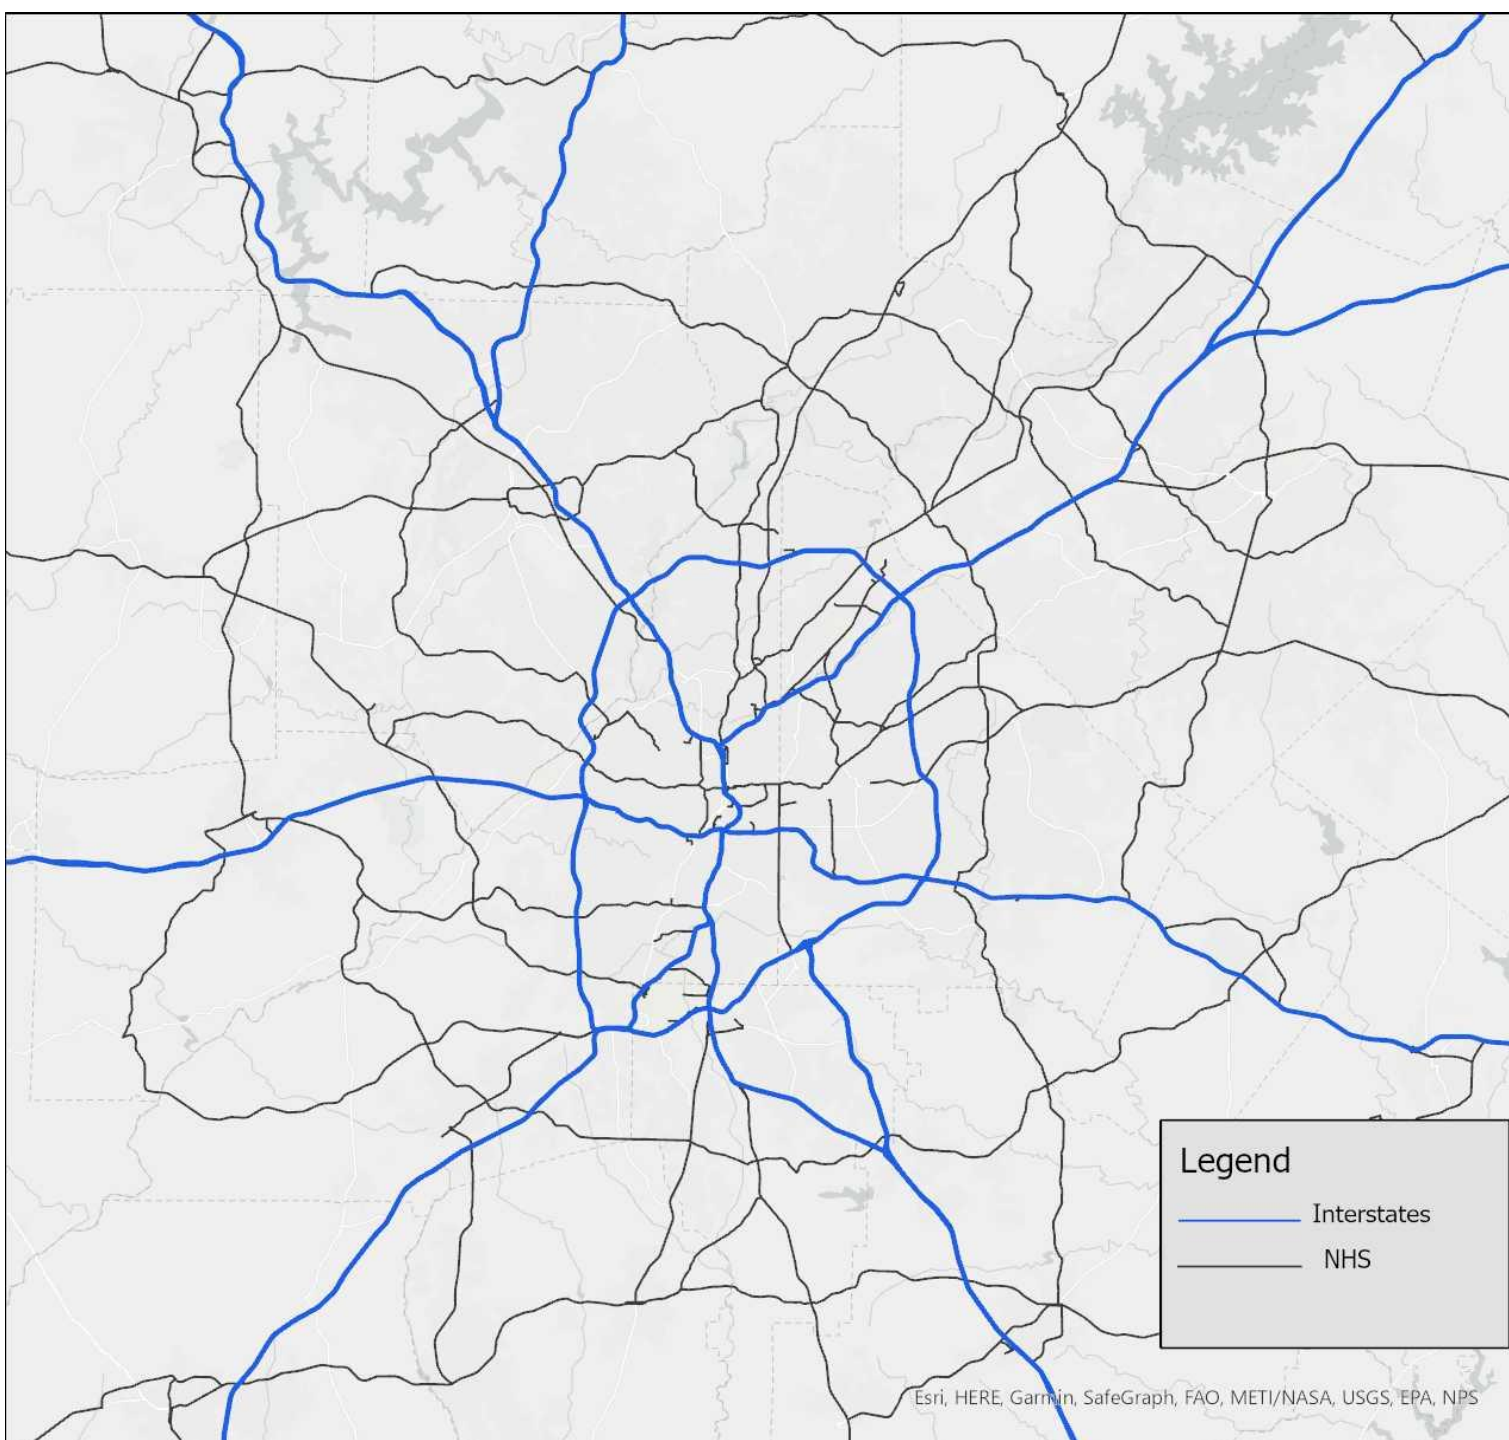 Legend
Interstates
NHS
Esri, HERE, Garmin, SafeGraph, FAO, METI/NASA, USGS, EPA, NPS